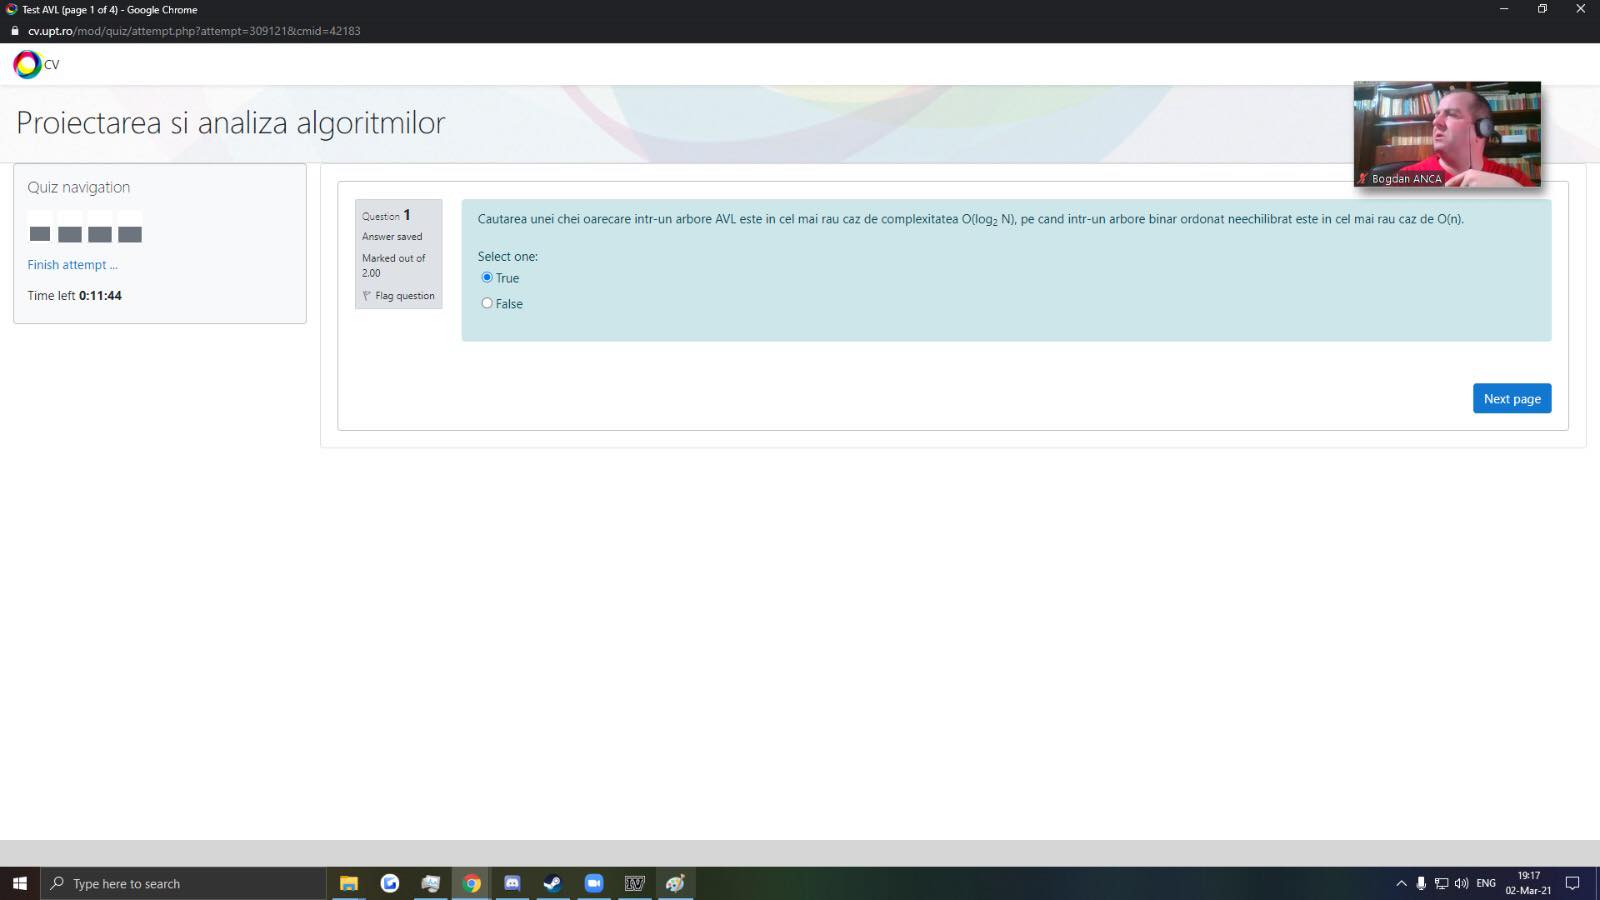 Test AVL (page 1 of 4) - Google Chrome
cv.upt.ro/mod/quiz/attempt.php?attempt=309121&cmid=42183
CV
Proiectarea si analiza algoritmilor
Bogdan ANCA
Quiz navigation
Finish attempt ...
Time left 0:11:44
Question 1
Answer saved
Marked out of
2.00
Flag question
Cautarea unei chei oarecare intr-un arbore AVL este in cel mai rau caz de complexitatea O(log2 N), pe cand intr-un arbore binar ordonat neechilibrat este in cel mai rau caz de O(n).
Select one:
True
False
Next page
Type here to search
IV
ENG
19:17
02-Mar-21